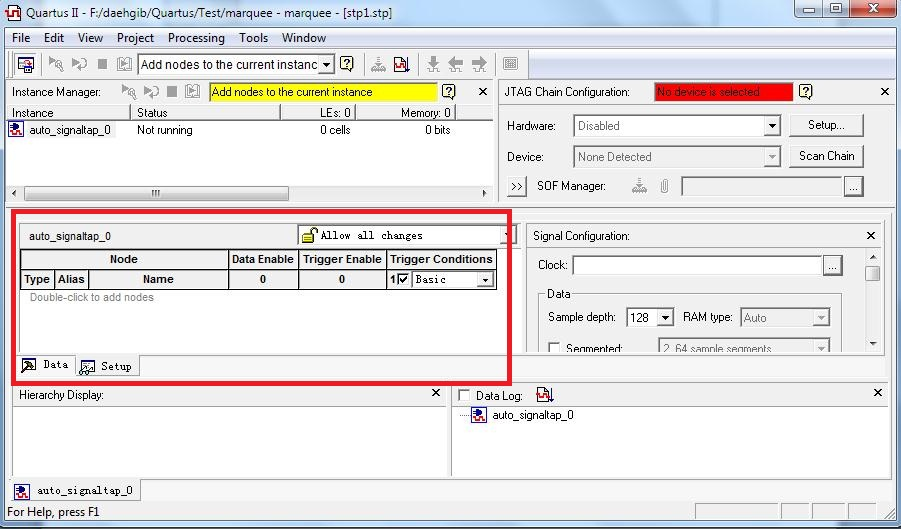 Quartus II - F:/daehgib/Quartus/Test/marquee - marquee - [stp1.stp]
File Edit View Project Processing Tools Window
Add nodes to the current instanc
Instance Manager: Add nodes to the current instance
JTAG Chain Configuration: No device is selected
Instance Status LEs: 0 Memory: 0
auto_signaltap_0 Not running 0 cells 0 bits
Hardware: Disabled Setup...
Device: None Detected Scan Chain
>> SOF Manager: ...
auto_signaltap_0 Allow all changes
Node Data Enable Trigger Enable Trigger Conditions
Type Alias Name 0 0 1 Basic
Double-click to add nodes
Data Setup
Signal Configuration:
Clock: ...
Data
Sample depth: 128 RAM type: Auto
Segmented: 2 64 sample segments
Hierarchy Display:
Data Log:
auto_signaltap_0
auto_signaltap_0
For Help, press F1